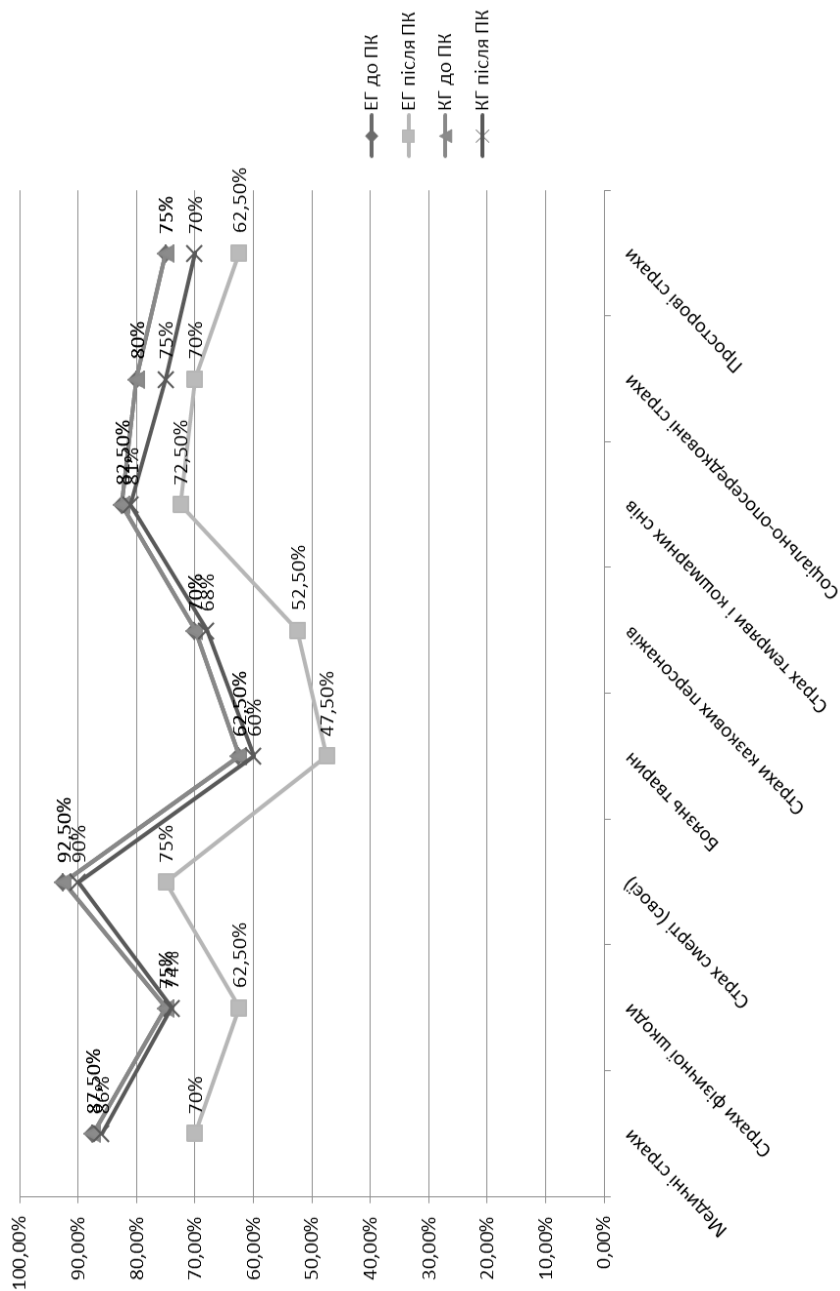 100,00%
90,00%
80,00%
70,00%
60,00%
50,00%
40,00%
30,00%
20,00%
10,00%
0,00%
87,50%
86%
70%
75%
74%
62,50%
92,50%
90%
75%
62,50%
60%
47,50%
70%
68%
52,50%
82,50%
81%
72,50%
80%
75%
70%
75%
70%
62,50%
Медичні страхи
Страхи фізичної шкоди
Страх смерті (своєї)
Боязнь тварин
Страхи казкових персонажів
Страх темряви і кошмарних снів
Соціально-опосередковані страхи
Просторові страхи
ЕГ до ПК
ЕГ після ПК
КГ до ПК
КГ після ПК